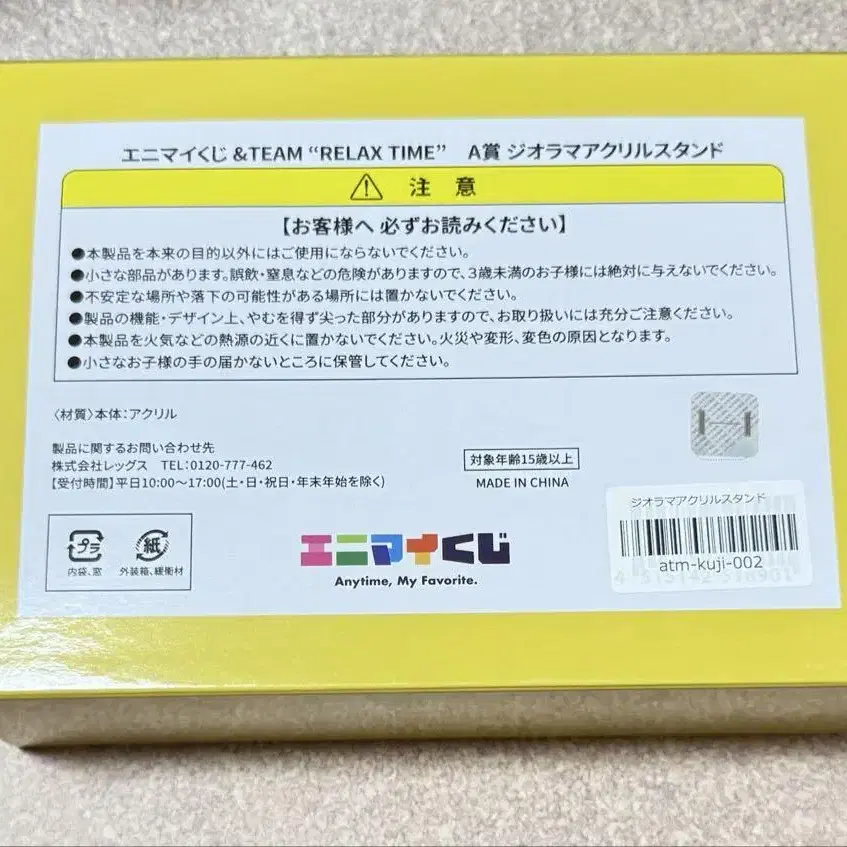 エニマイくじ &TEAM “RELAX TIME” A賞 ジオラマアクリルスタンド
注 意
【お客様へ 必ずお読みください】
●本製品を本来の目的以外にはご使用にならないでください。
●小さな部品があります。誤飲・窒息などの危険がありますので、3歳未満のお子様には絶対に与えないでください。
●不安定な場所や落下の可能性がある場所には置かないでください。
●製品の機能・デザイン上、やむを得ず尖った部分がありますので、お取り扱いには充分ご注意ください。
●本製品を火気などの熱源の近くに置かないでください。火災や変形、変色の原因となります。
●小さなお子様の手の届かないところに保管してください。
〈材質〉本体：アクリル
製品に関するお問い合わせ先
株式会社レッグス TEL：0120-777-462
【受付時間】平日10:00～17:00(土・日・祝日・年末年始を除く)
対象年齢15歳以上
MADE IN CHINA
プラ
内袋、窓
紙
外装箱、緩衝材
エニマイくじ
Anytime, My Favorite.
ジオラマアクリルスタンド
atm-kuji-002